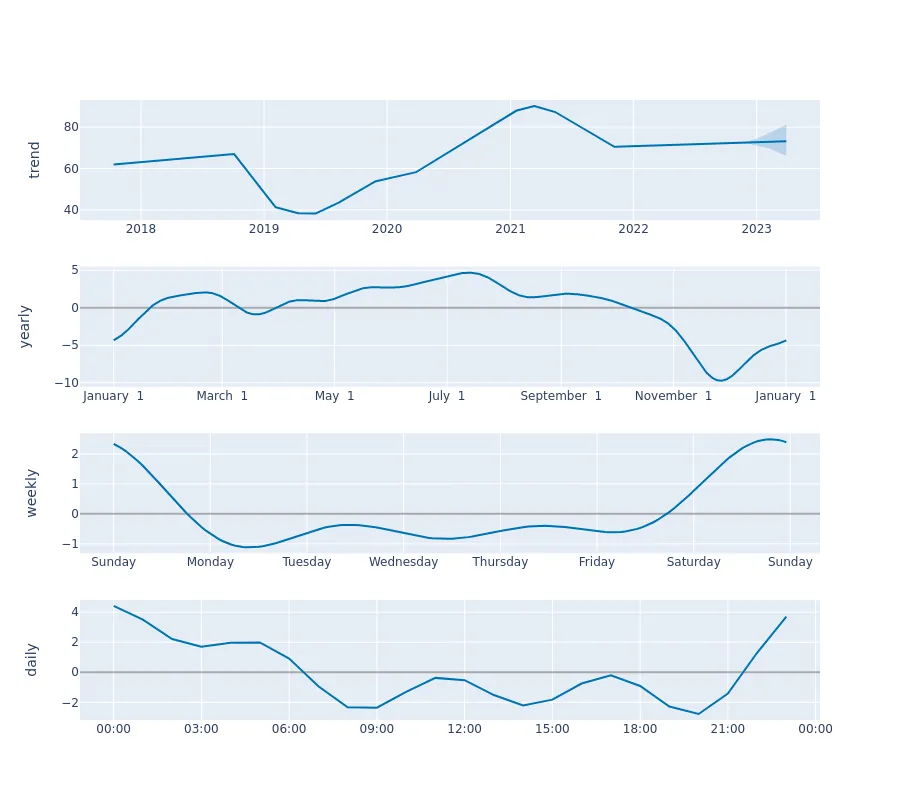 trend
80
60
40
2018 2019 2020 2021 2022 2023
yearly
5
0
−5
−10
January 1 March 1 May 1 July 1 September 1 November 1 January 1
weekly
2
1
0
−1
Sunday Monday Tuesday Wednesday Thursday Friday Saturday Sunday
daily
4
2
0
−2
00:00 03:00 06:00 09:00 12:00 15:00 18:00 21:00 00:00